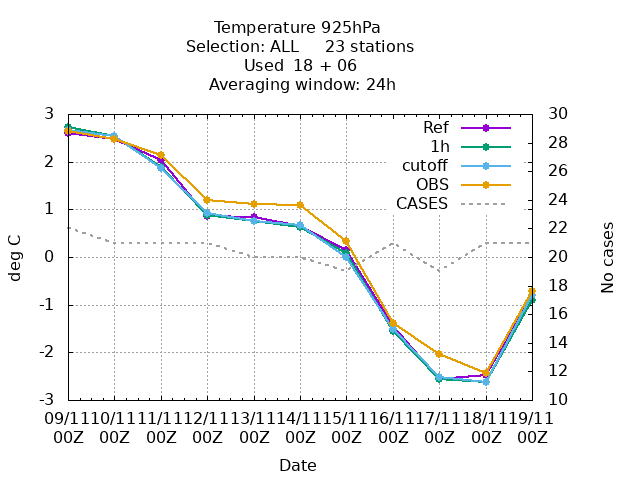 Temperature 925hPa
Selection: ALL 23 stations
Used 18 + 06
Averaging window: 24h
3 30
Ref
28
1h
2 26
cutoff
OBS
24
CASES
1
22
deg C
0 20
No cases
18
-1
16
14
-2
12
-3 10
09/11 10/11 11/11 12/11 13/11 14/11 15/11 16/11 17/11 18/11 19/11
00Z 00Z 00Z 00Z 00Z 00Z 00Z 00Z 00Z 00Z 00Z
Date